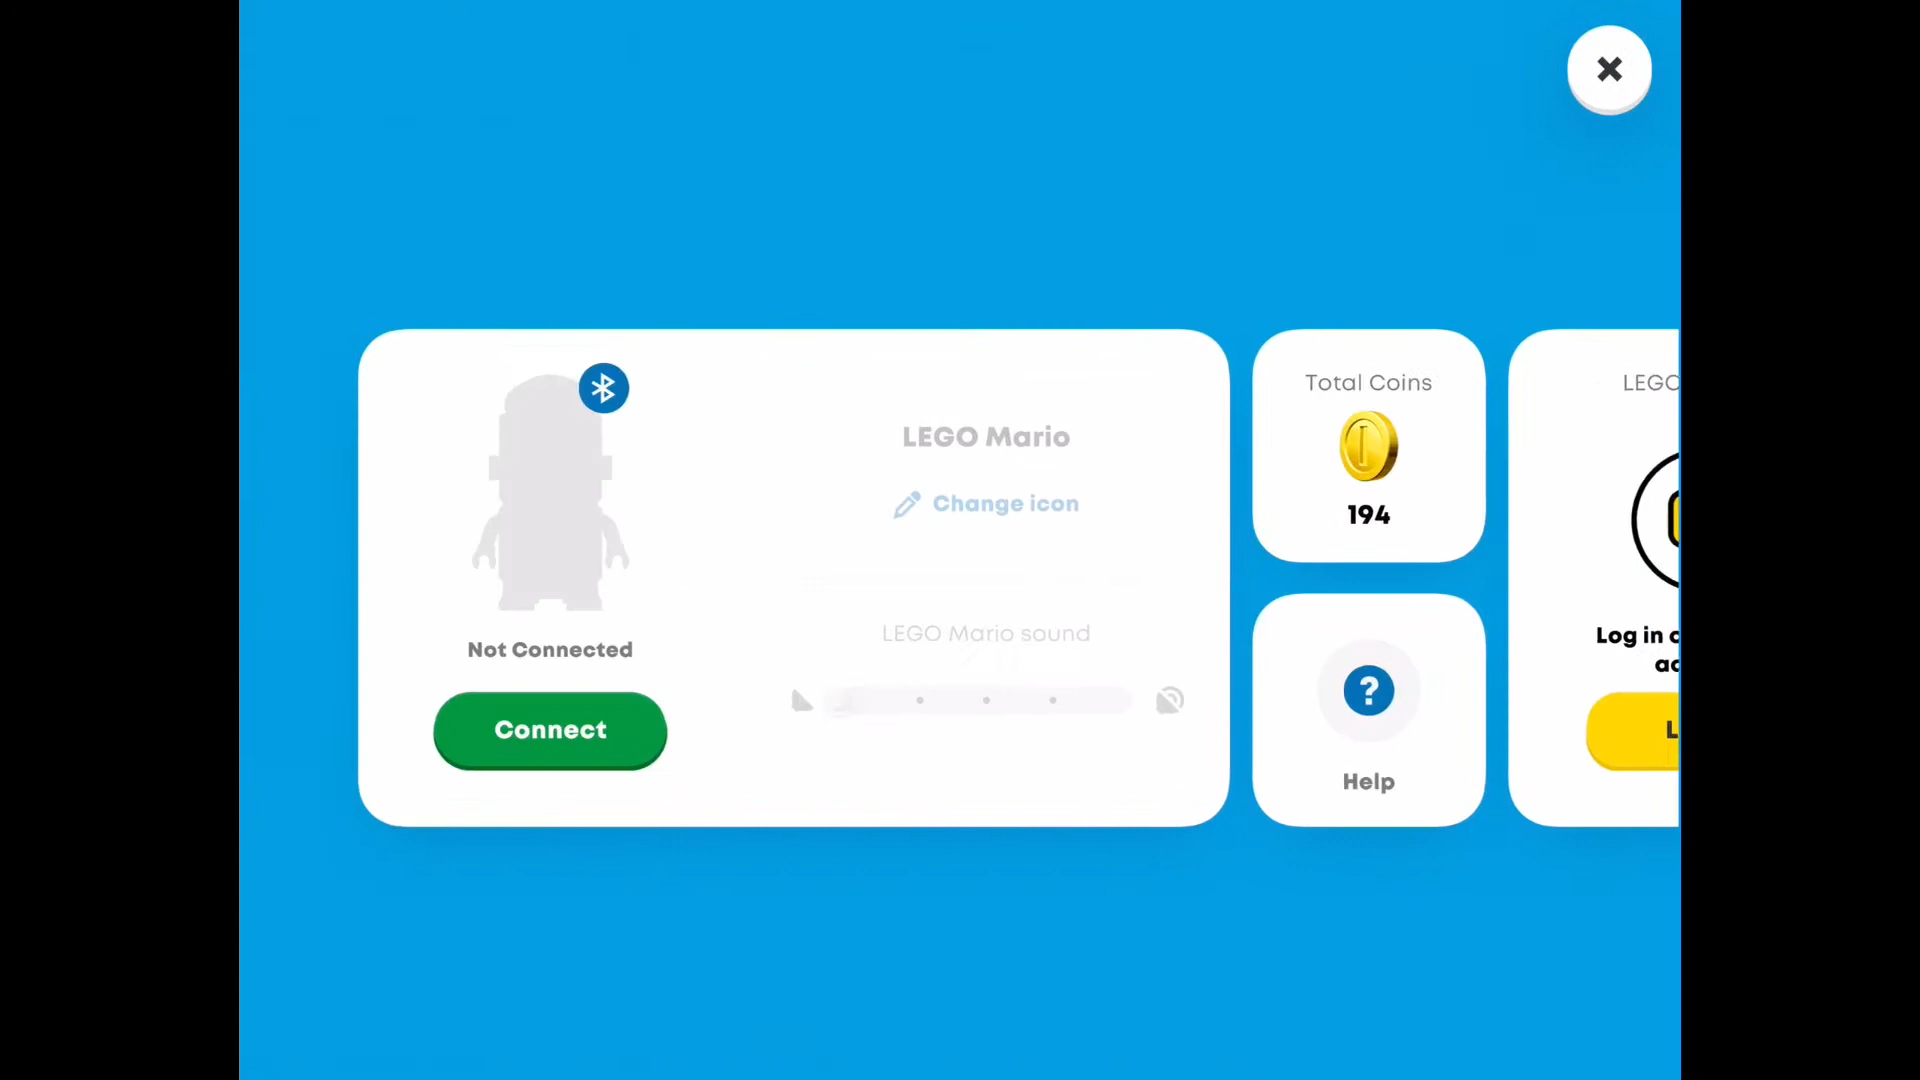 LEGO Mario
Change icon
LEGO Mario sound
Not Connected
Connect
Total Coins
194
?
Help
LEGO
Log in